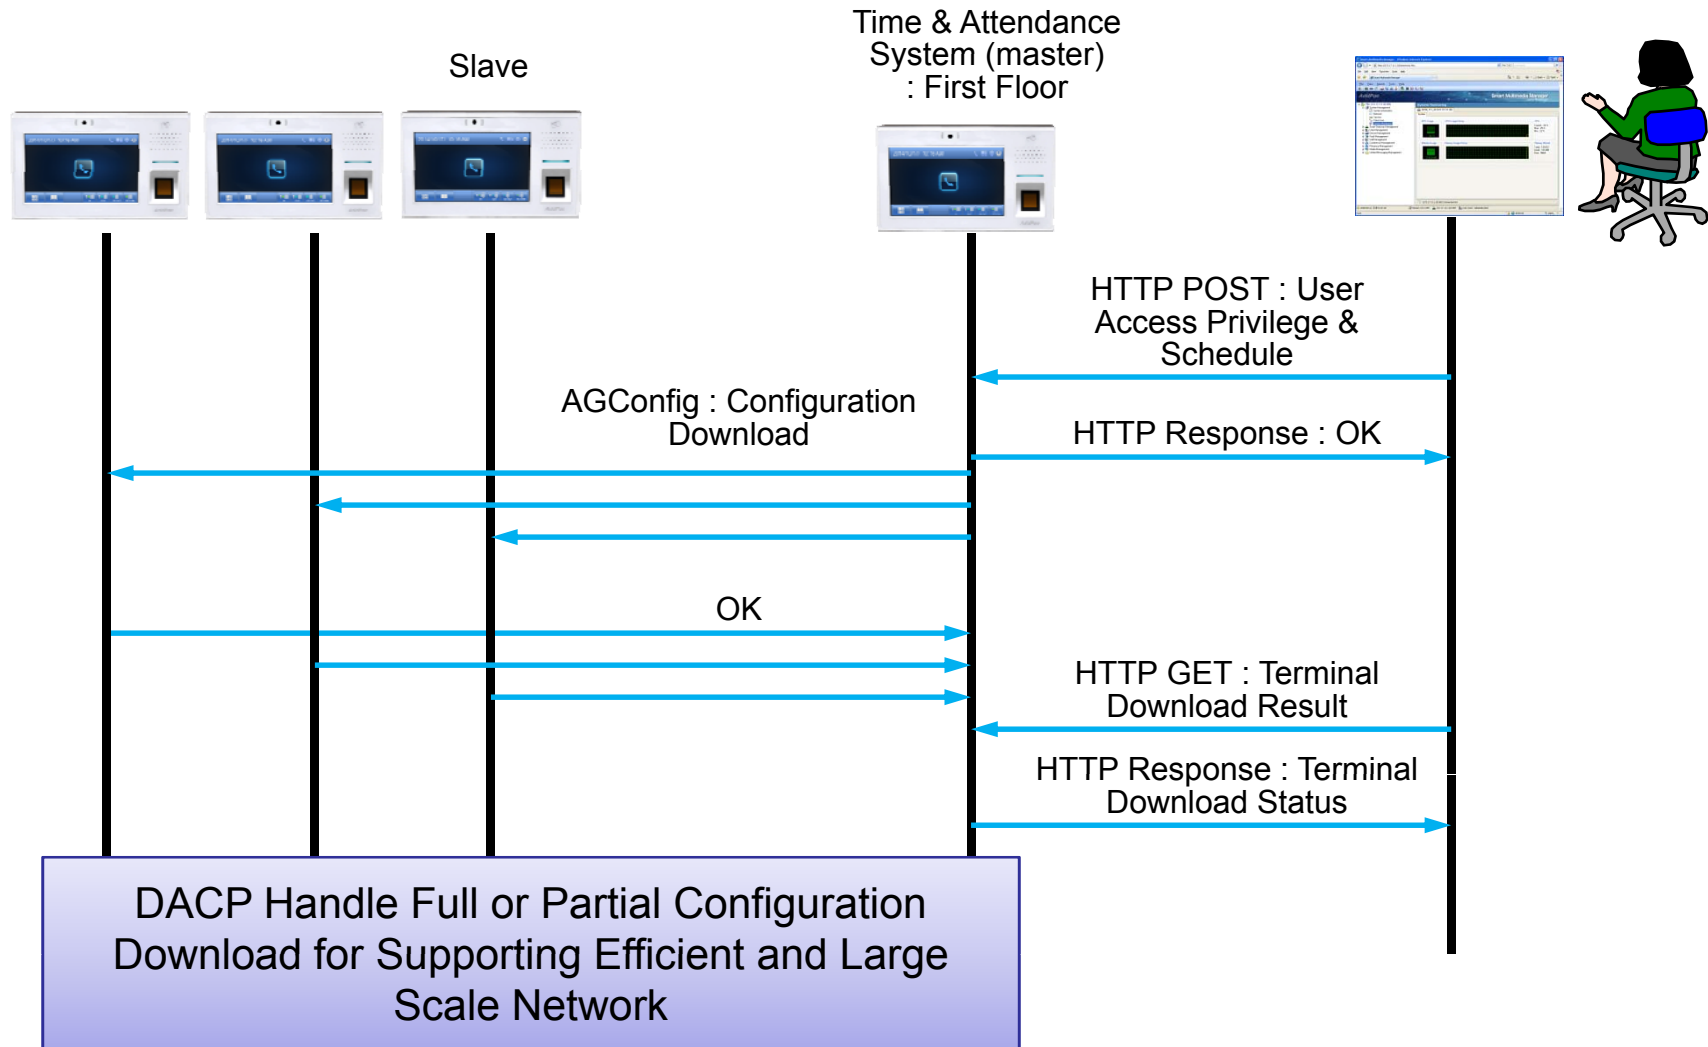 Time & Attendance
System (master)
: First Floor
Slave
HTTP POST : User
Access Privilege &
Schedule
AGConfig : Configuration
Download
HTTP Response : OK
OK
HTTP GET : Terminal
Download Result
HTTP Response : Terminal
Download Status
DACP Handle Full or Partial Configuration
Download for Supporting Efficient and Large
Scale Network